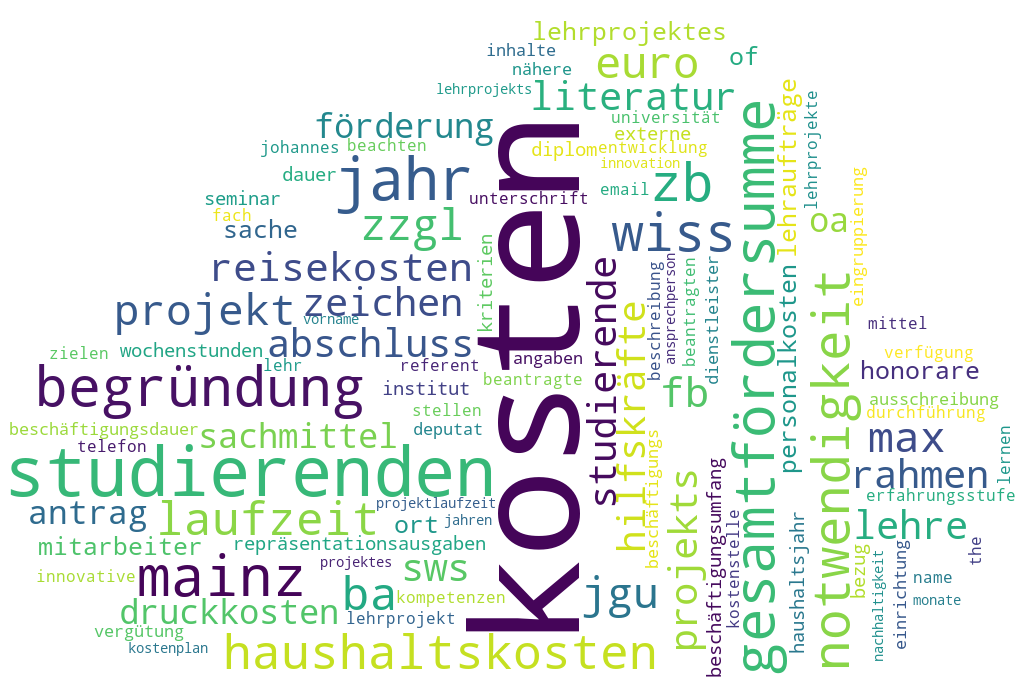 lehrprojektes
inhalte
euro
of
nähere
lehrprojekts
literatur
lehraufträge
lehrprojekte
förderung
universität
externe
johannes
beachten
diplom
entwicklung
innovation
dauer
jahr
unterschrift
email
zb
seminar
fach
sache
zzgl
wiss
oa
eingruppierung
reisekosten
kriterien
kosten
studierende
gesamtfördersumme
projekt
zeichen
vorname
hilfskräfte
beschreibung
ansprechperson
beantragten
dienstleister
personalkosten
notwendigkeit
mittel
zielen
wochenstunden
abschluss
lehr
referent
angaben
verfügung
honorare
begründung
institut
beantragte
fb
ausschreibung
stellen
durchführung
beschäftigungsdauer
telefon
sachmittel
deputat
max
lernen
studierenden
rahmen
projektlaufzeit
erfahrungsstufe
antrag
laufzeit
ort
jahren
beschäftigungs
projekts
beschäftigungsumfang
kostenstelle
haushaltsjahr
lehre
mitarbeiter
repräsentationsausgaben
the
innovative
mainz
projektes
sws
bezug
nachhaltigkeit
einrichtung
name
druckkosten
ba
kompetenzen
jgu
monate
lehrprojekt
vergütung
kostenplan
haushaltskosten